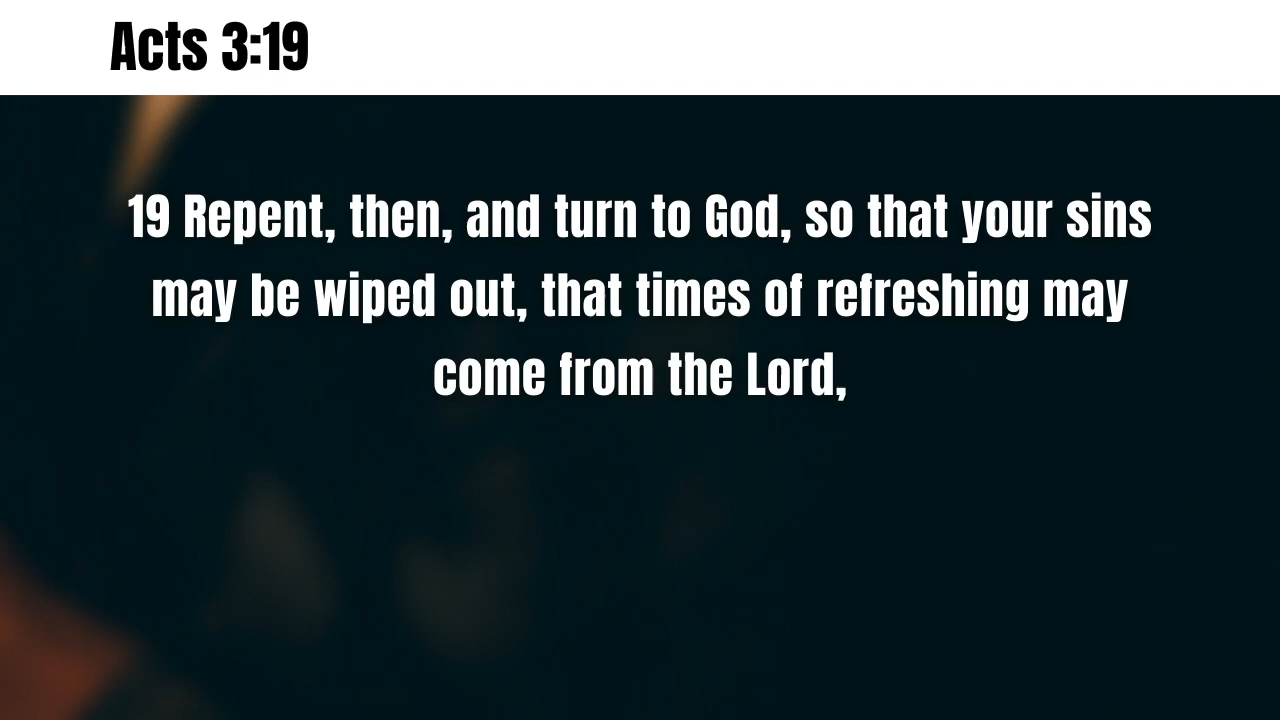 Acts 3:19
19 Repent, then, and turn to God, so that your sins
may be wiped out, that times of refreshing may
come from the Lord,